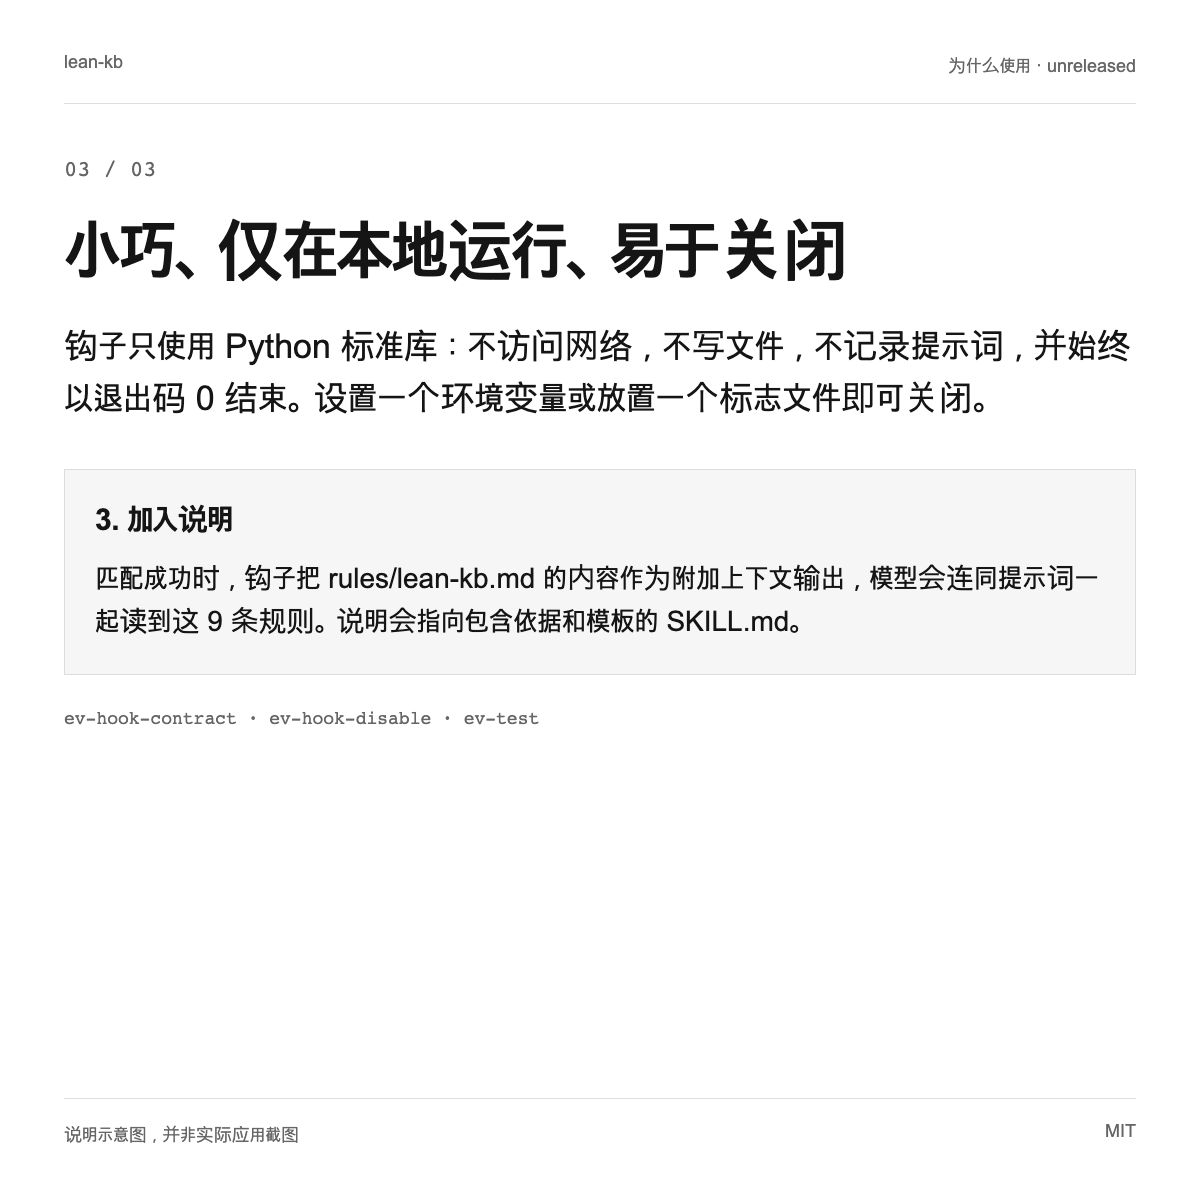 lean-kb
为什么使用 · unreleased
03 / 03
小巧、仅在本地运行、易于关闭
钩子只使用 Python 标准库：不访问网络，不写文件，不记录提示词，并始终
以退出码 0 结束。设置一个环境变量或放置一个标志文件即可关闭。
3. 加入说明
匹配成功时，钩子把 rules/lean-kb.md 的内容作为附加上下文输出，模型会连同提示词一
起读到这 9 条规则。说明会指向包含依据和模板的 SKILL.md。
ev-hook-contract · ev-hook-disable · ev-test
说明示意图，并非实际应用截图
MIT